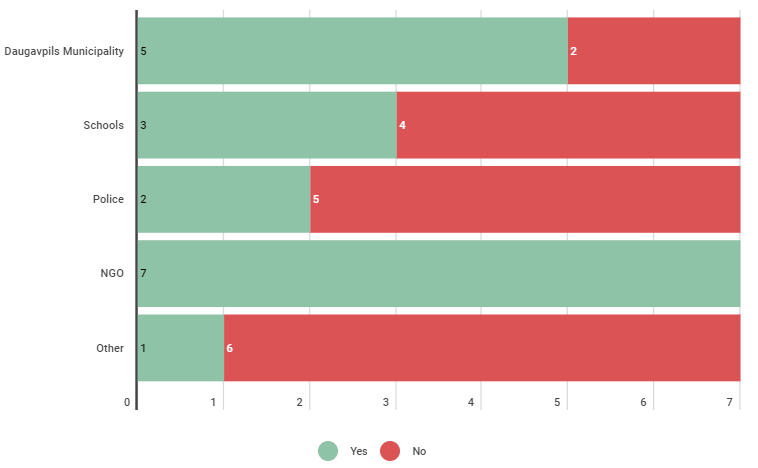 Daugavpils Municipality 5 2
Schools 3 4
Police 2 5
NGO 7
Other 1 6
0 1 2 3 4 5 6 7
Yes No